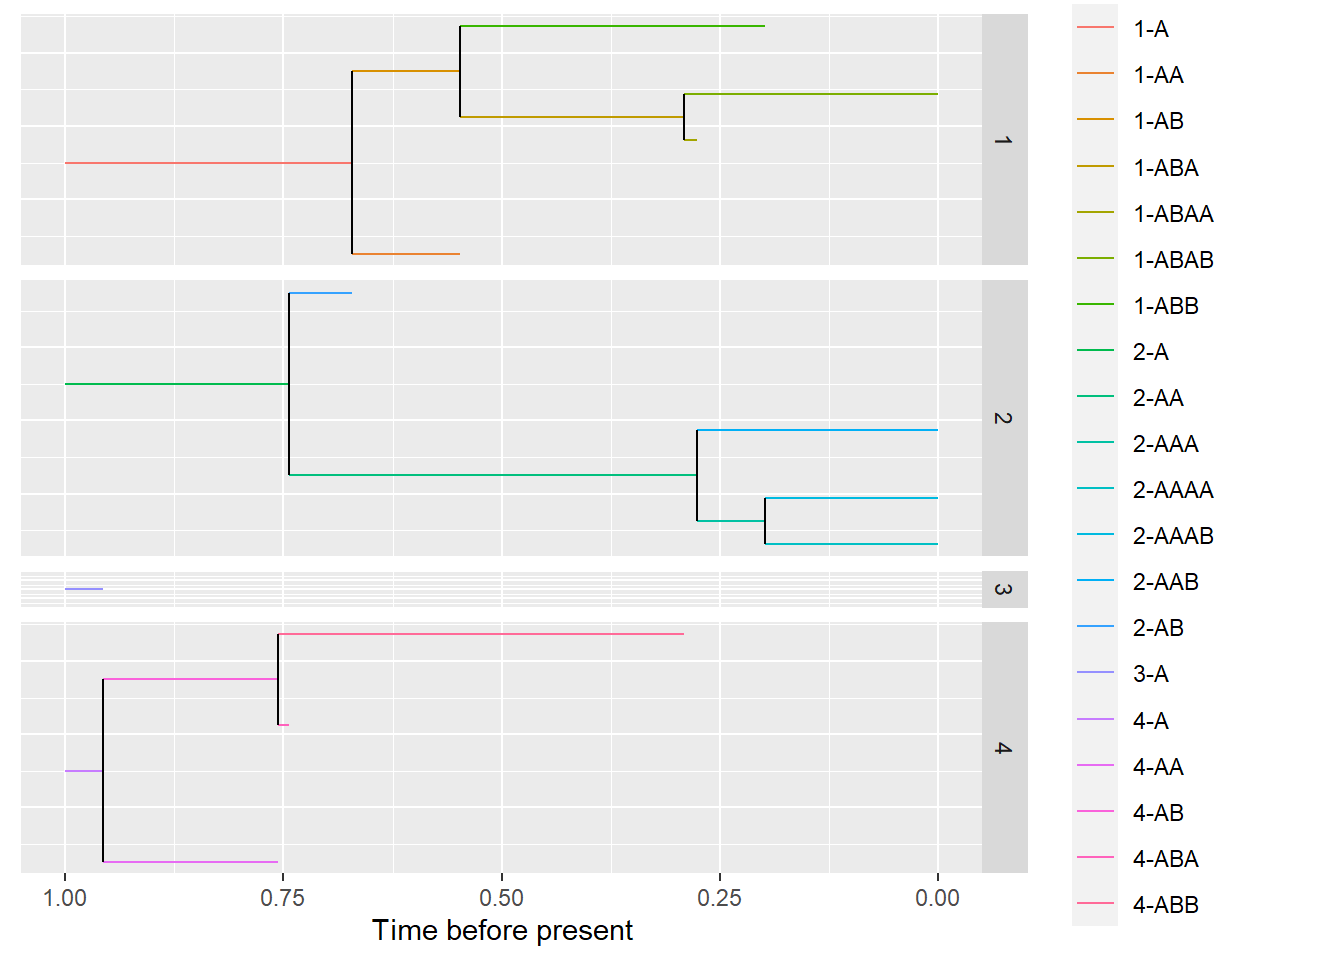 1
2
3
4
1.00 0.75 0.50 0.25 0.00
Time before present
1-A
1-AA
1-AB
1-ABA
1-ABAA
1-ABAB
1-ABB
2-A
2-AA
2-AAA
2-AAAA
2-AAAB
2-AAB
2-AB
3-A
4-A
4-AA
4-AB
4-ABA
4-ABB